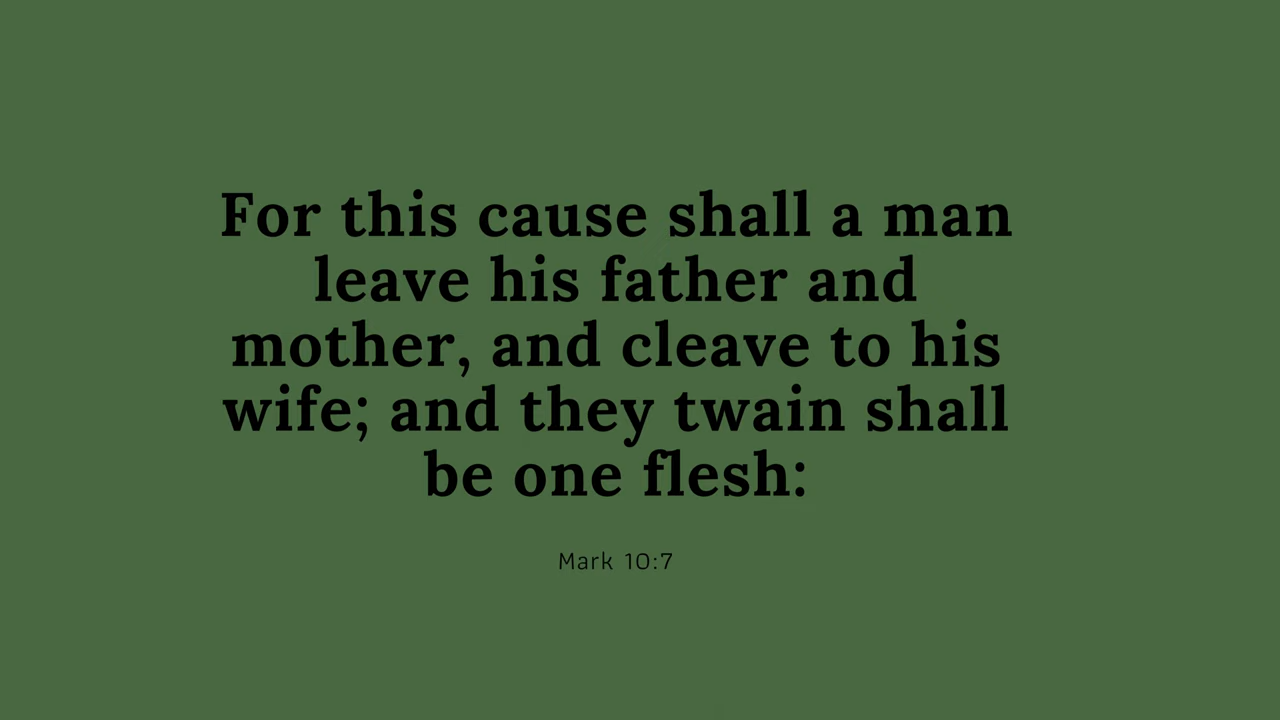 For this cause shall a man
leave his father and
mother, and cleave to his
wife; and they twain shall
be one flesh:
Mark 10:7